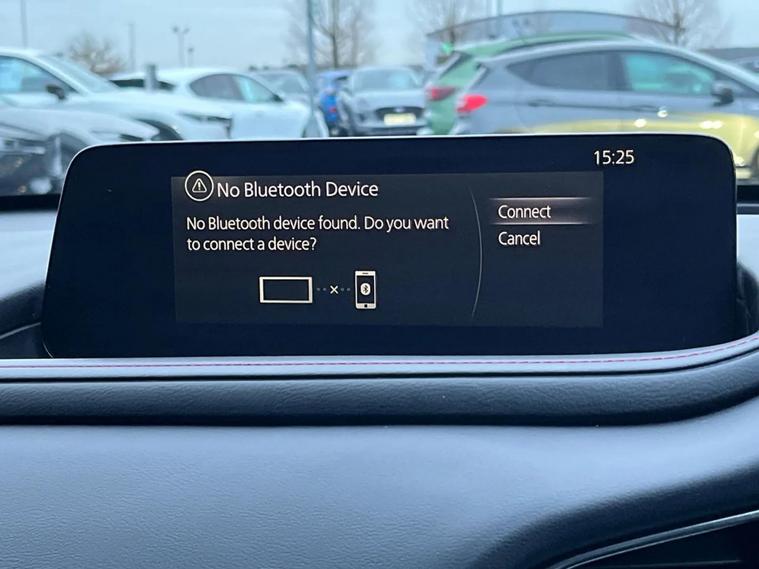 15:25
No Bluetooth Device
No Bluetooth device found. Do you want
to connect a device?
Connect
Cancel